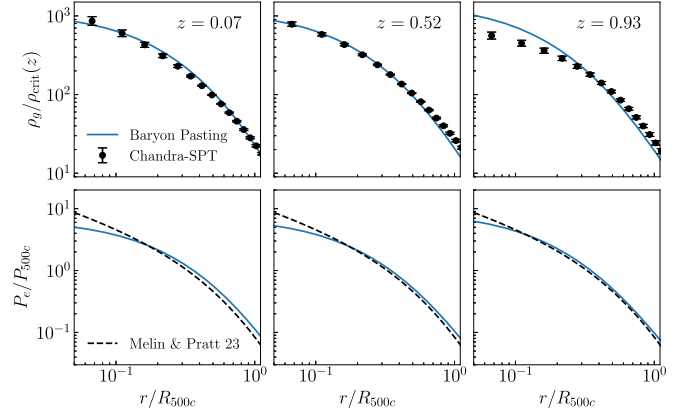 10³
10²
10¹
ρ_g/ρ_crit(z)
z = 0.07
z = 0.52
z = 0.93
Baryon Pasting
Chandra-SPT
10¹
10⁰
10⁻¹
P_e/P_500c
Melin & Pratt 23
10⁻¹ 10⁰ 10⁻¹ 10⁰ 10⁻¹ 10⁰
r/R_500c r/R_500c r/R_500c